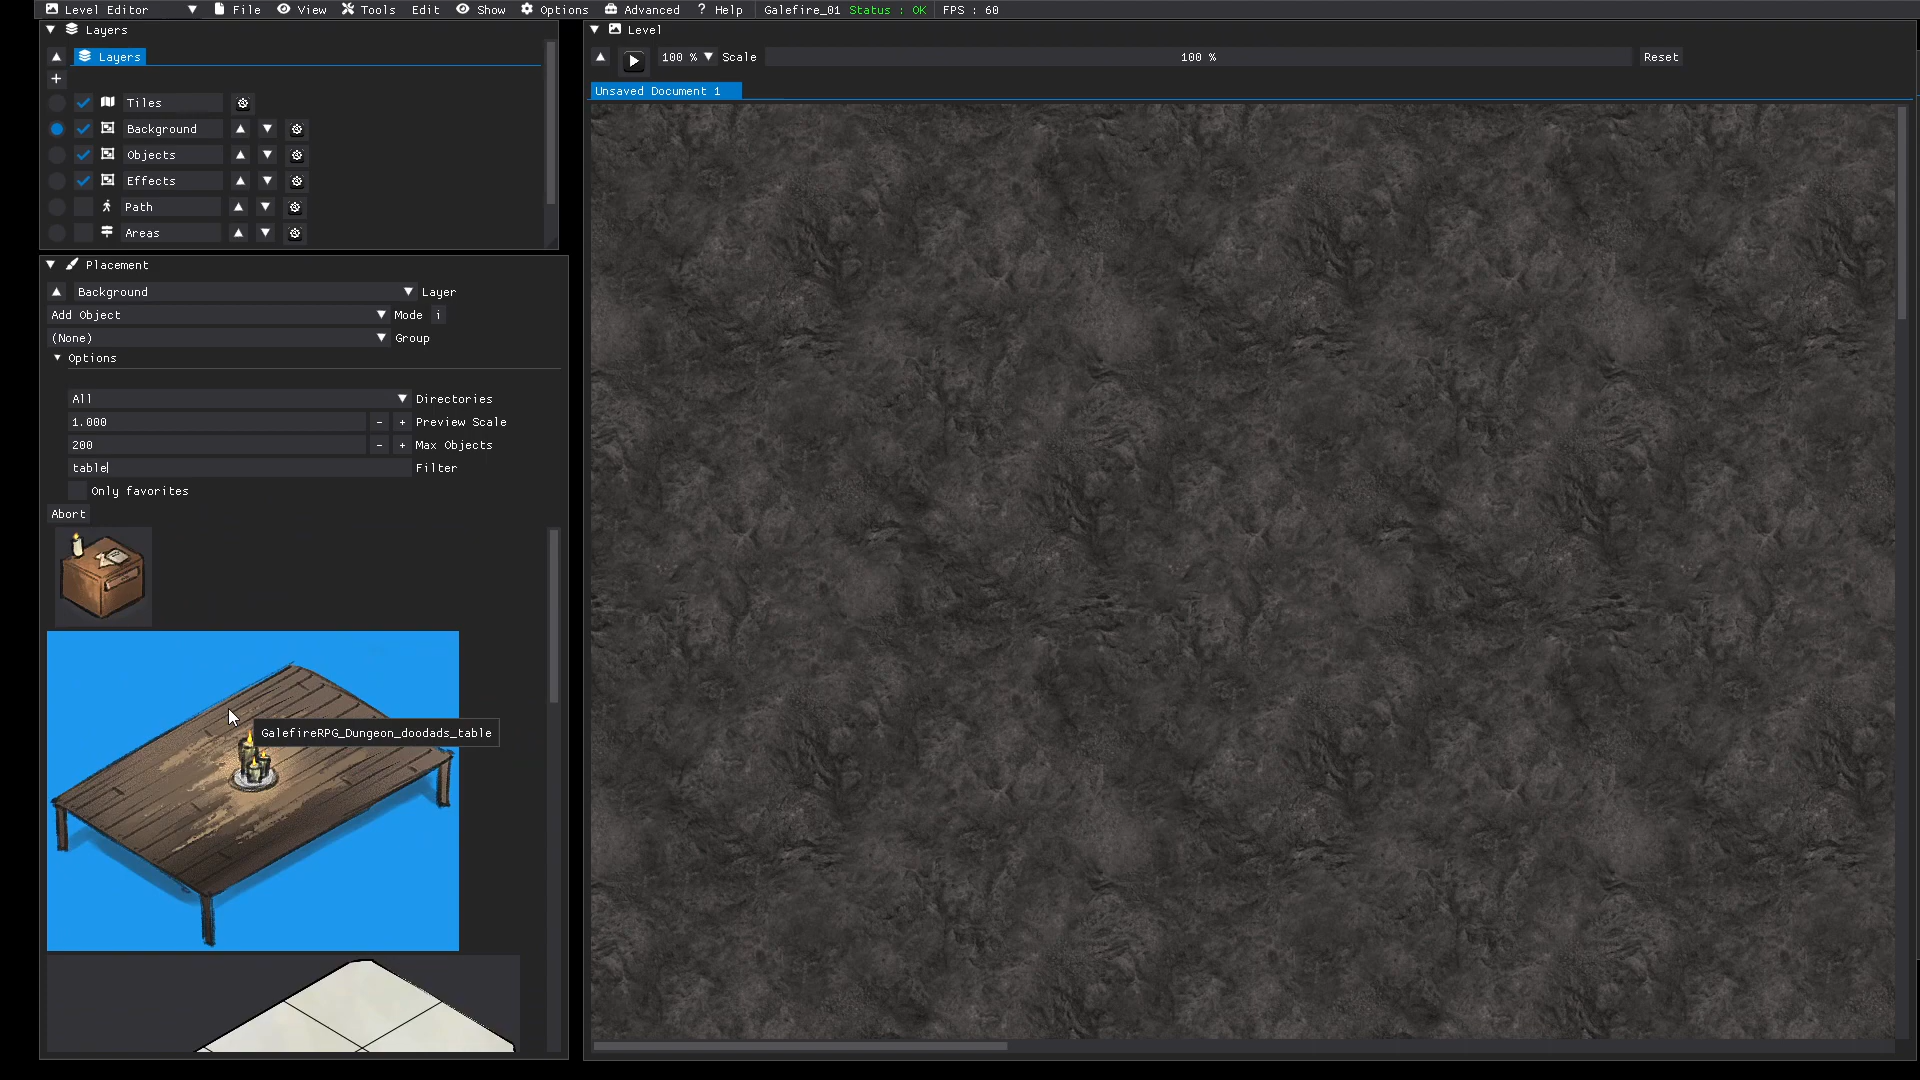 Level Editor File View Tools Edit Show Options Advanced ? Help Galefire_01 Status : OK FPS : 60
Layers
Layers
+
Tiles
Background
Objects
Effects
Path
Areas
Placement
Background Layer
Add Object Mode i
(None) Group
Options
All Directories
1.000 - + Preview Scale
200 - + Max Objects
table Filter
Only favorites
Abort
GalefireRPG_Dungeon_doodads_table
Level
100 % Scale 100 % Reset
Unsaved Document 1